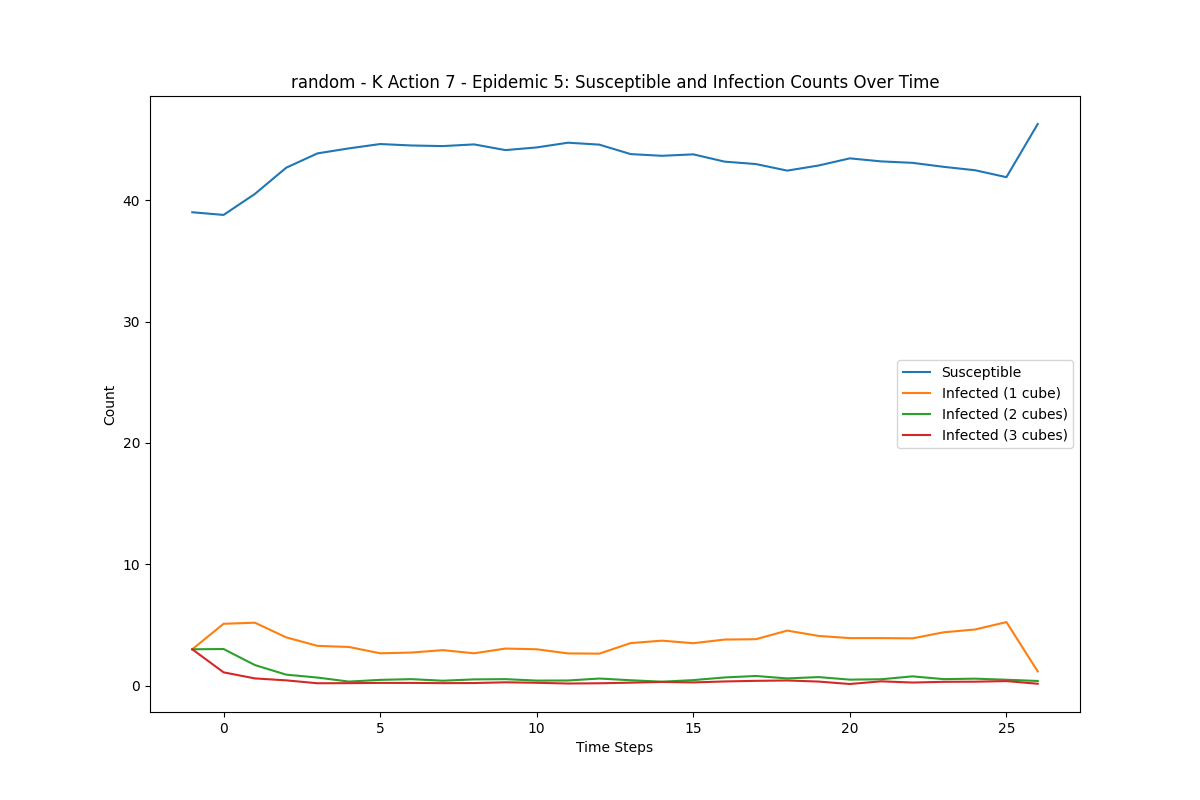 random - K Action 7 - Epidemic 5: Susceptible and Infection Counts Over Time
Count
40
30
20
10
0
Susceptible
Infected (1 cube)
Infected (2 cubes)
Infected (3 cubes)
0 5 10 15 20 25
Time Steps